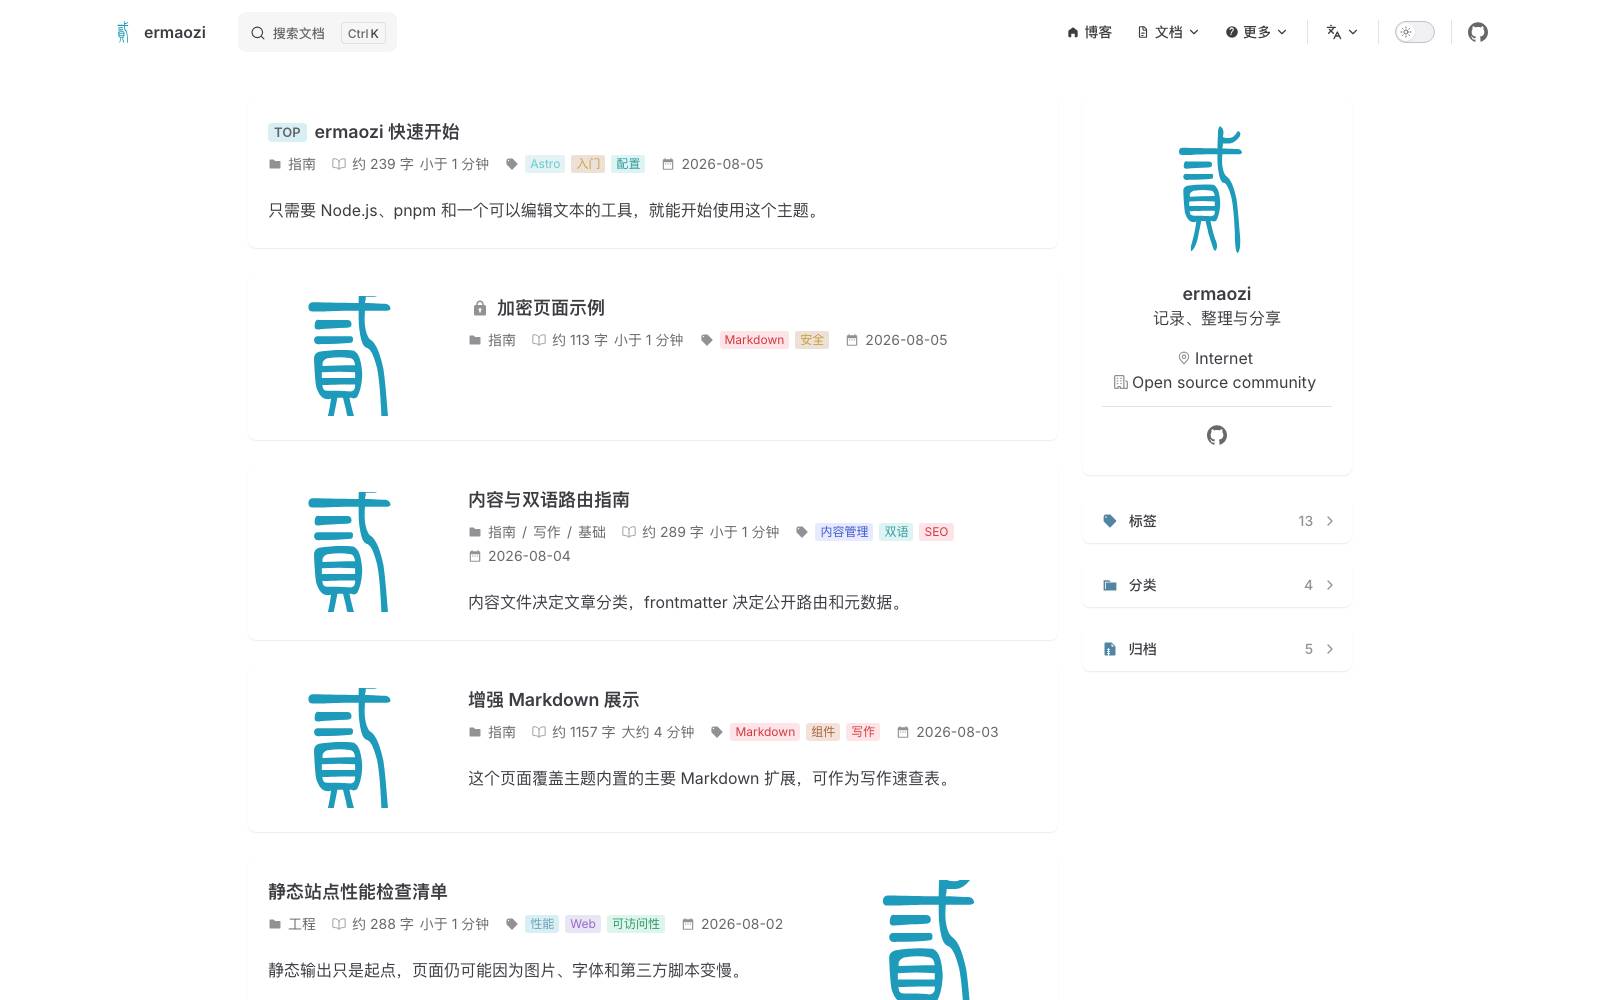 ermaozi
搜索文档 Ctrl K
博客 文档 更多
TOP ermaozi 快速开始
指南 约 239 字 小于 1 分钟 Astro 入门 配置 2026-08-05
只需要 Node.js、pnpm 和一个可以编辑文本的工具，就能开始使用这个主题。
貳
加密页面示例
指南 约 113 字 小于 1 分钟 Markdown 安全 2026-08-05
貳
内容与双语路由指南
指南 / 写作 / 基础 约 289 字 小于 1 分钟 内容管理 双语 SEO
2026-08-04
内容文件决定文章分类，frontmatter 决定公开路由和元数据。
貳
增强 Markdown 展示
指南 约 1157 字 大约 4 分钟 Markdown 组件 写作 2026-08-03
这个页面覆盖主题内置的主要 Markdown 扩展，可作为写作速查表。
静态站点性能检查清单
工程 约 288 字 小于 1 分钟 性能 Web 可访问性 2026-08-02
静态输出只是起点，页面仍可能因为图片、字体和第三方脚本变慢。
貳
貳
ermaozi
记录、整理与分享
Internet
Open source community
标签 13
分类 4
归档 5